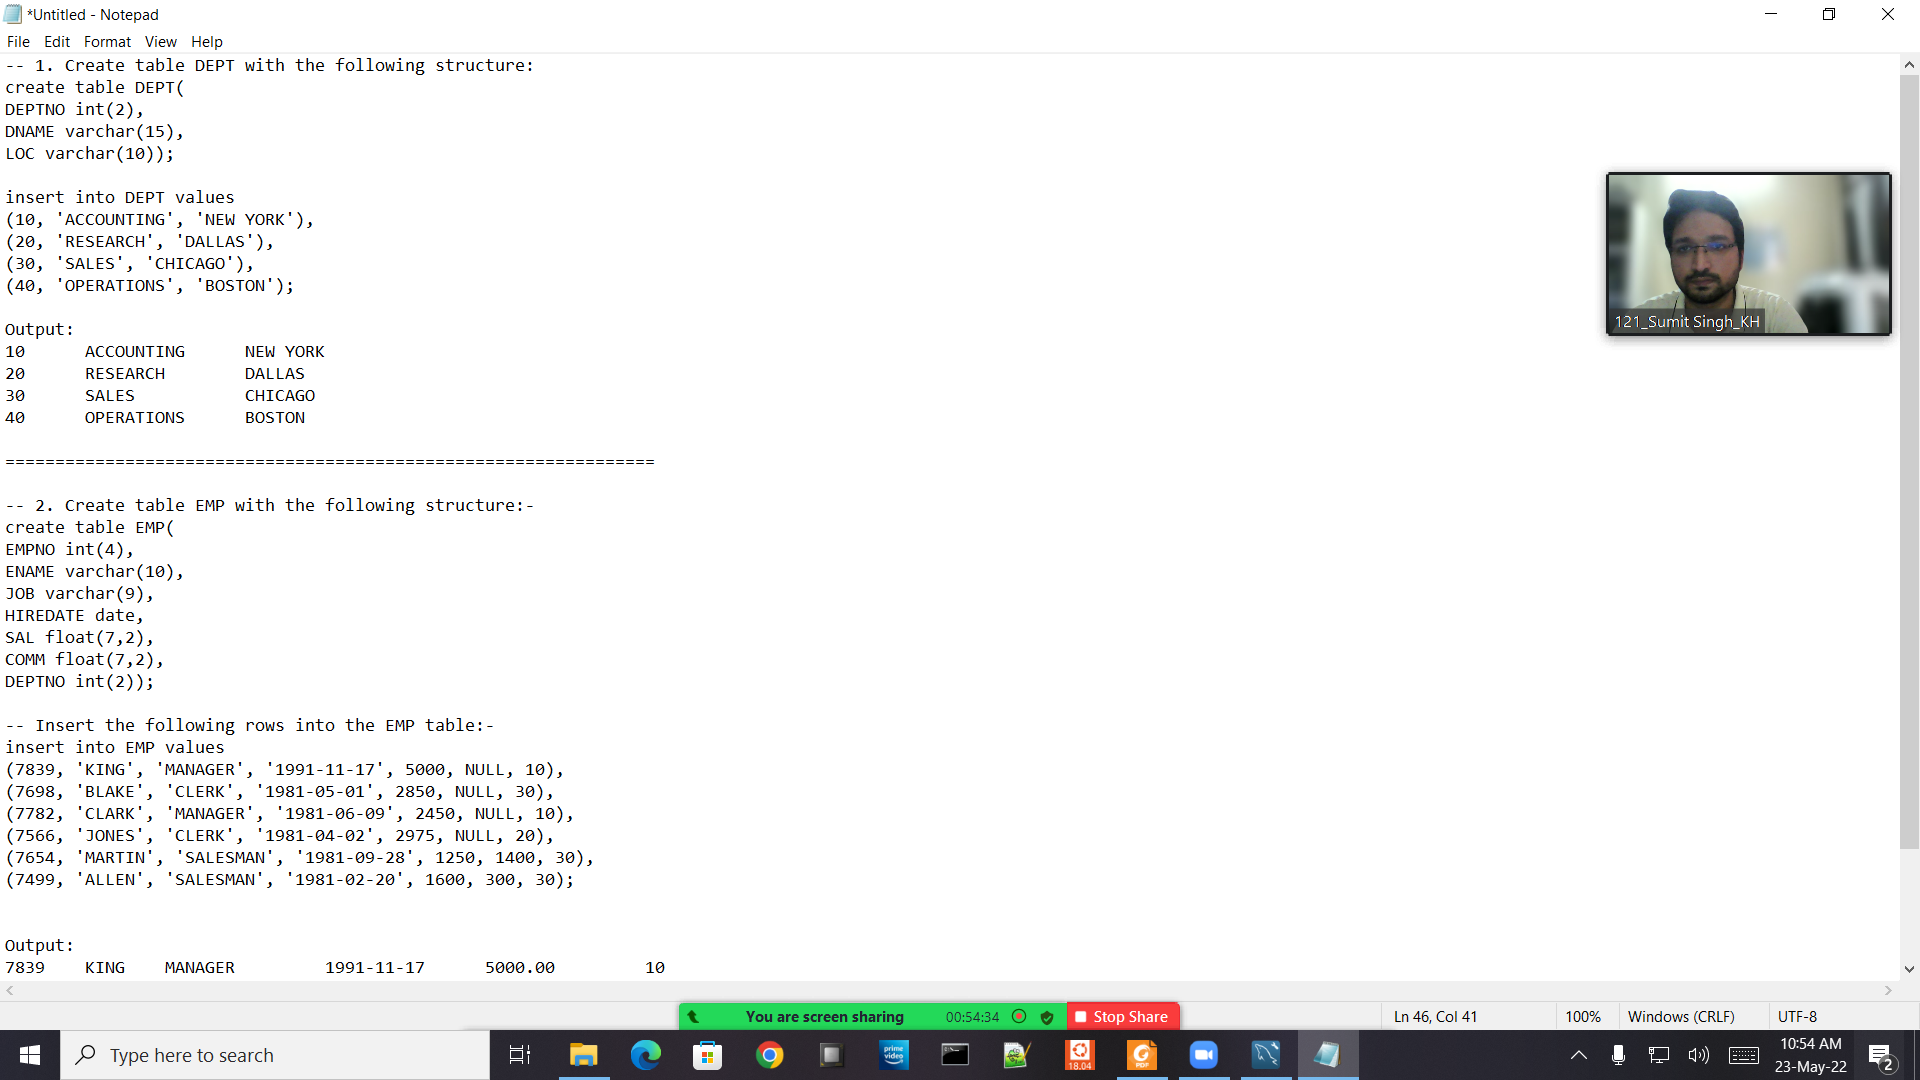 *Untitled - Notepad
File Edit Format View Help
-- 1. Create table DEPT with the following structure:
create table DEPT(
DEPTNO int(2),
DNAME varchar(15),
LOC varchar(10));
insert into DEPT values
(10, 'ACCOUNTING', 'NEW YORK'),
(20, 'RESEARCH', 'DALLAS'),
(30, 'SALES', 'CHICAGO'),
(40, 'OPERATIONS', 'BOSTON');
121_Sumit Singh_KH
Output:
10 ACCOUNTING NEW YORK
20 RESEARCH DALLAS
30 SALES CHICAGO
40 OPERATIONS BOSTON
=================================================================
-- 2. Create table EMP with the following structure:-
create table EMP(
EMPNO int(4),
ENAME varchar(10),
JOB varchar(9),
HIREDATE date,
SAL float(7,2),
COMM float(7,2),
DEPTNO int(2));
-- Insert the following rows into the EMP table:-
insert into EMP values
(7839, 'KING', 'MANAGER', '1991-11-17', 5000, NULL, 10),
(7698, 'BLAKE', 'CLERK', '1981-05-01', 2850, NULL, 30),
(7782, 'CLARK', 'MANAGER', '1981-06-09', 2450, NULL, 10),
(7566, 'JONES', 'CLERK', '1981-04-02', 2975, NULL, 20),
(7654, 'MARTIN', 'SALESMAN', '1981-09-28', 1250, 1400, 30),
(7499, 'ALLEN', 'SALESMAN', '1981-02-20', 1600, 300, 30);
Output:
7839 KING MANAGER 1991-11-17 5000.00 10
You are screen sharing 00:54:34 Stop Share
Ln 46, Col 41 100% Windows (CRLF) UTF-8
Type here to search
prime video
18.04
PDF
10:54 AM
23-May-22
2